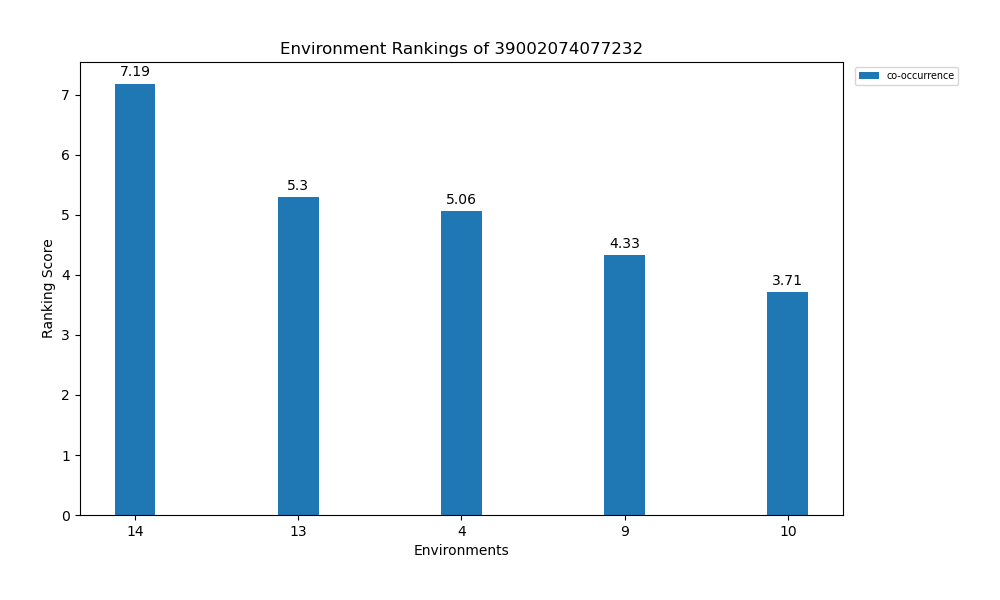 Environment Rankings of 39002074077232
co-occurrence
7.19
5.3
5.06
4.33
3.71
7
6
5
4
3
2
1
0
Ranking Score
14 13 4 9 10
Environments